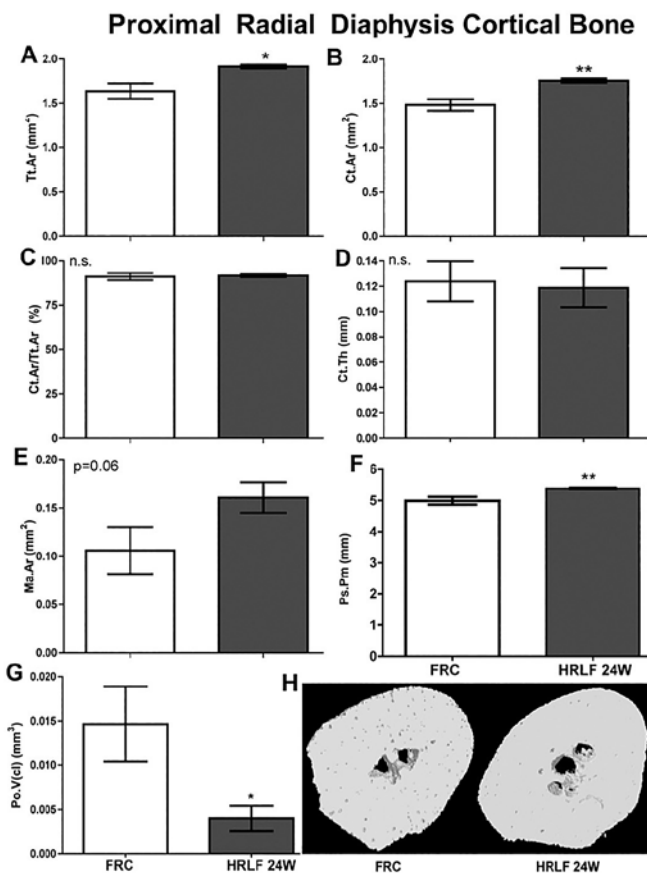 Proximal Radial Diaphysis Cortical Bone
A
Tt.Ar (mm²)
2.0
1.5
1.0
0.5
0.0
*
B
Ct.Ar (mm²)
2.0
1.5
1.0
0.5
0.0
**
C
n.s.
Ct.Ar/Tt.Ar (%)
100
75
50
25
0
D
n.s.
Ct.Th (mm)
0.14
0.12
0.10
0.08
0.06
0.04
0.02
0.00
E
p=0.06
Ma.Ar (mm²)
0.20
0.15
0.10
0.05
0.00
F
**
Ps.Pm (mm)
6
5
4
3
2
1
0
FRC HRLF 24W
G
Po.V(cl) (mm³)
0.020
0.015
0.010
0.005
0.000
*
FRC HRLF 24W
H
FRC HRLF 24W